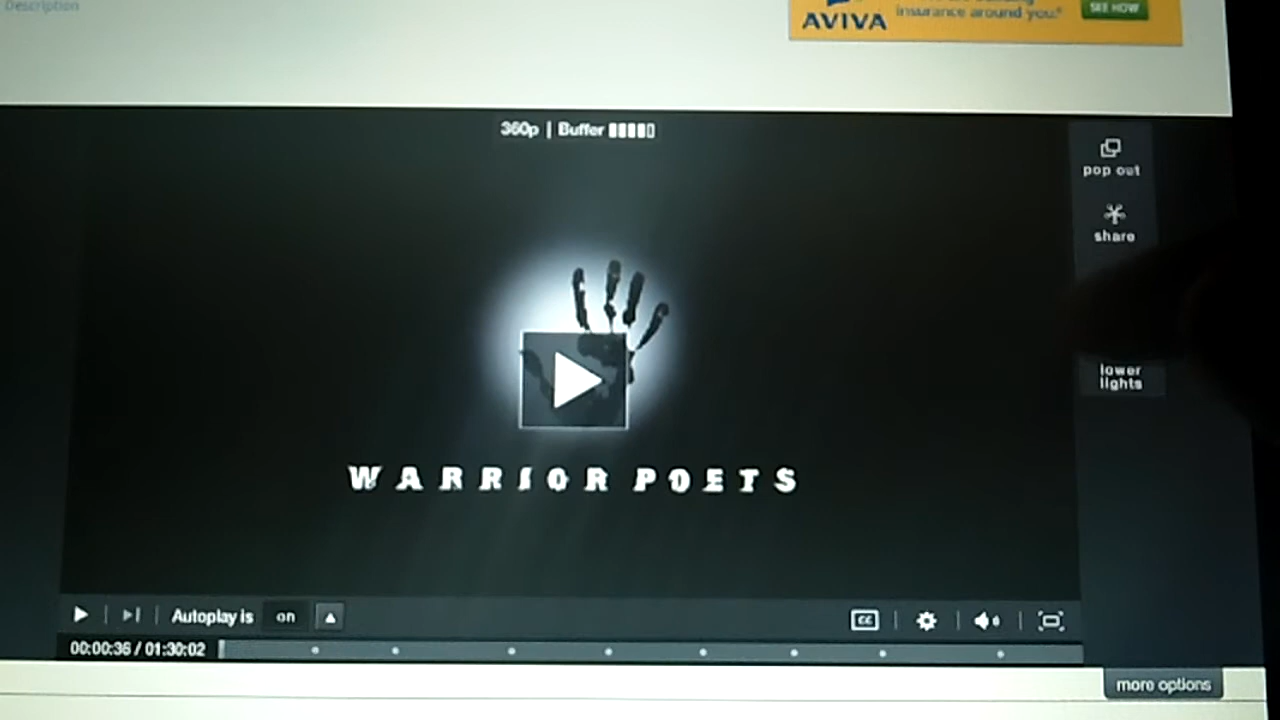 Description
AVIVA
insurance around you.*
SEE HOW
360p | Buffer
pop out
share
lower
lights
WARRIOR POETS
Autoplay is on
CC
00:00:36 / 01:30:02
more options